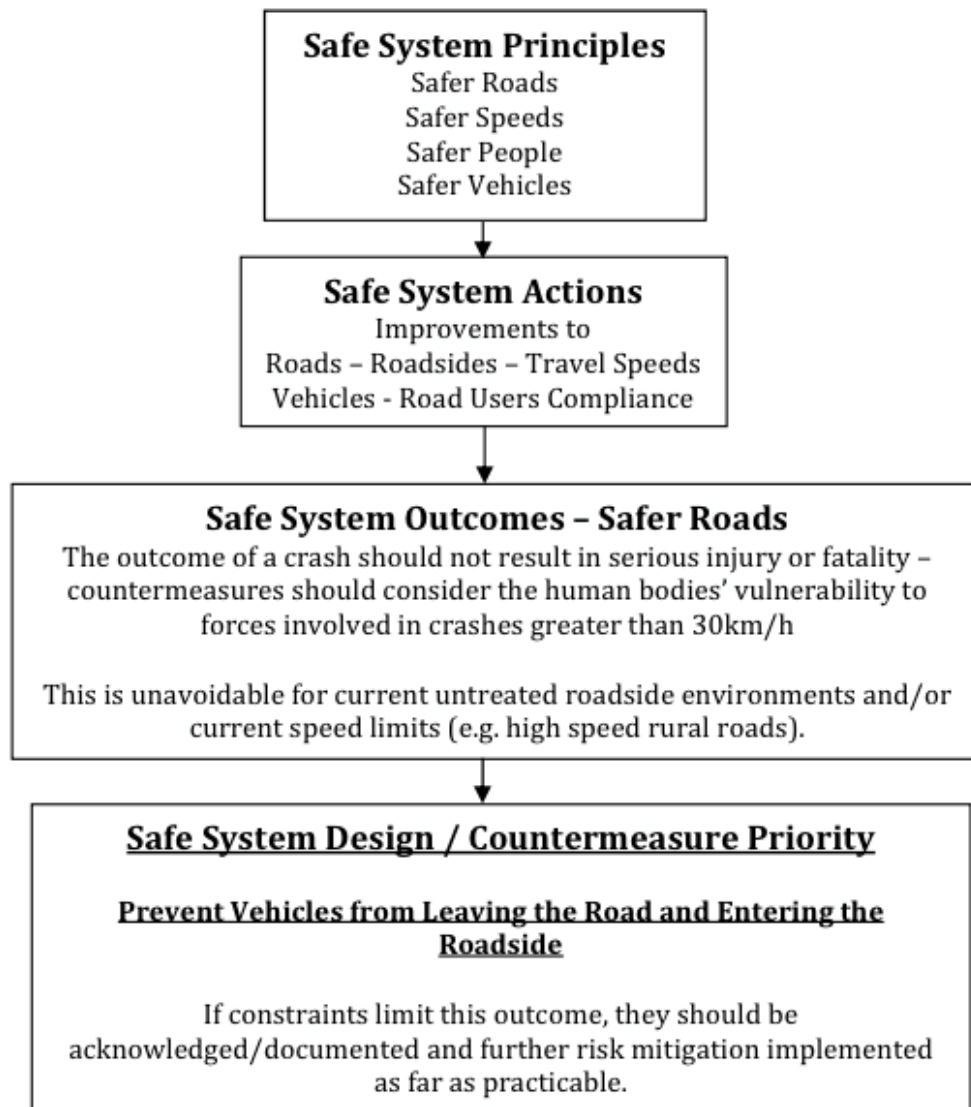 Safe System Principles
Safer Roads
Safer Speeds
Safer People
Safer Vehicles
Safe System Actions
Improvements to
Roads – Roadsides – Travel Speeds
Vehicles - Road Users Compliance
Safe System Outcomes – Safer Roads
The outcome of a crash should not result in serious injury or fatality –
countermeasures should consider the human bodies’ vulnerability to
forces involved in crashes greater than 30km/h
This is unavoidable for current untreated roadside environments and/or
current speed limits (e.g. high speed rural roads).
Safe System Design / Countermeasure Priority
Prevent Vehicles from Leaving the Road and Entering the
Roadside
If constraints limit this outcome, they should be
acknowledged/documented and further risk mitigation implemented
as far as practicable.